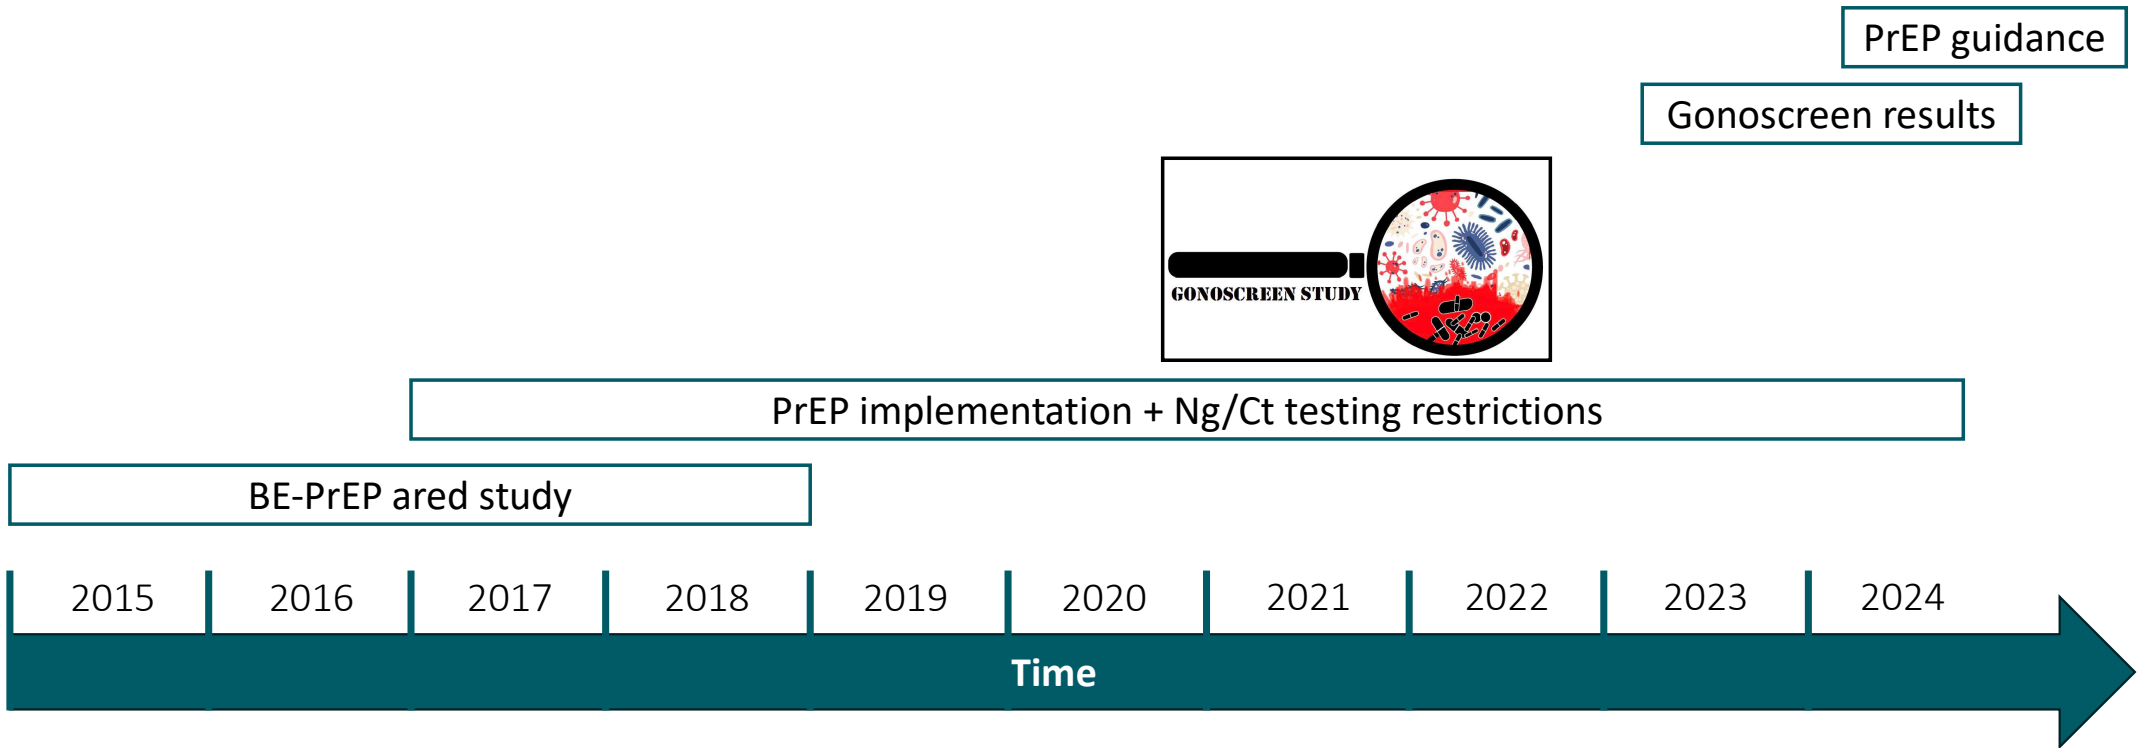 PrEP guidance
Gonoscreen results
GONOSCREEN STUDY
PrEP implementation + Ng/Ct testing restrictions
BE-PrEP ared study
2015 2016 2017 2018 2019 2020 2021 2022 2023 2024
Time